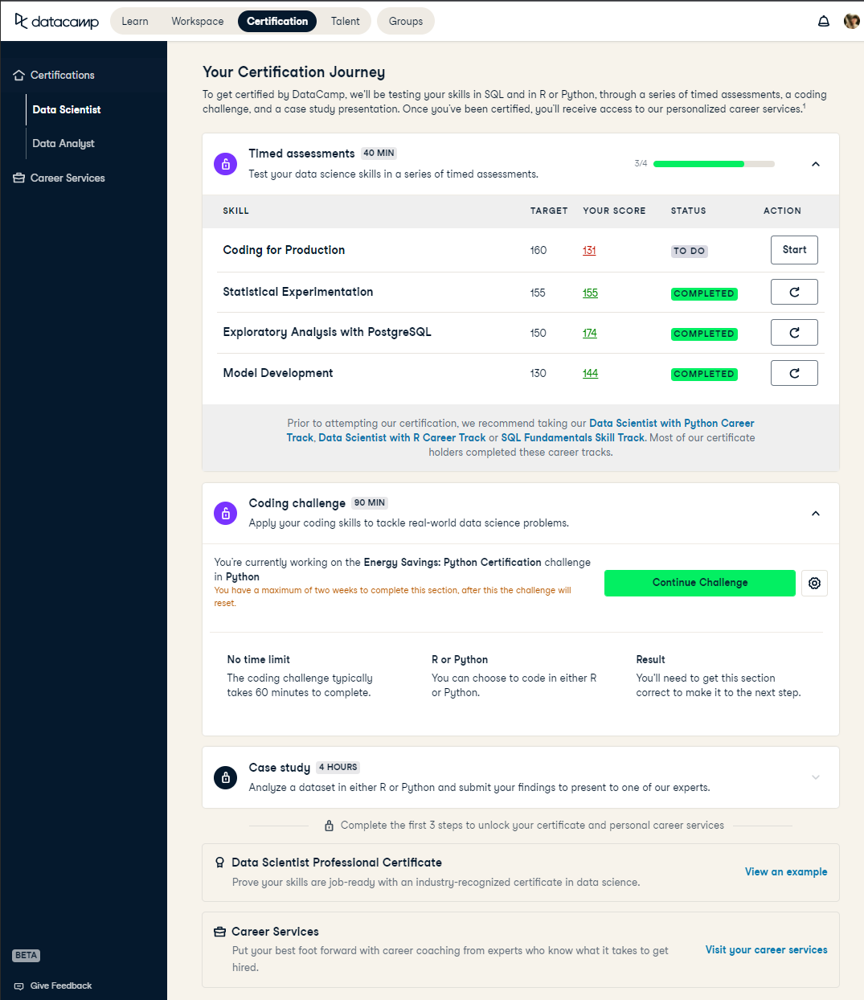 datacamp
Learn Workspace Certification Talent Groups
Certifications
Data Scientist
Data Analyst
Career Services
BETA
Give Feedback
Your Certification Journey
To get certified by DataCamp, we'll be testing your skills in SQL and in R or Python, through a series of timed assessments, a coding
challenge, and a case study presentation. Once you've been certified, you'll receive access to our personalized career services.¹
TImed assessments 40 MIN
Test your data science skills in a series of timed assessments.
3/4
SKILL TARGET YOUR SCORE STATUS ACTION
Coding for Production 160 131 TO DO Start
Statistical Experimentation 155 155 COMPLETED
Exploratory Analysis with PostgreSQL 150 174 COMPLETED
Model Development 130 144 COMPLETED
Prior to attempting our certification, we recommend taking our Data Scientist with Python Career
Track, Data Scientist with R Career Track or SQL Fundamentals Skill Track. Most of our certificate
holders completed these career tracks.
Coding challenge 90 MIN
Apply your coding skills to tackle real-world data science problems.
You're currently working on the Energy Savings: Python Certification challenge
in Python
You have a maximum of two weeks to complete this section, after this the challenge will
reset.
Continue Challenge
No time limit
The coding challenge typically
takes 60 minutes to complete.
R or Python
You can choose to code in either R
or Python.
Result
You'll need to get this section
correct to make it to the next step.
Case study 4 HOURS
Analyze a dataset in either R or Python and submit your findings to present to one of our experts.
Complete the first 3 steps to unlock your certificate and personal career services
Data Scientist Professional Certificate
Prove your skills are job-ready with an industry-recognized certificate in data science.
View an example
Career Services
Put your best foot forward with career coaching from experts who know what it takes to get
hired.
Visit your career services